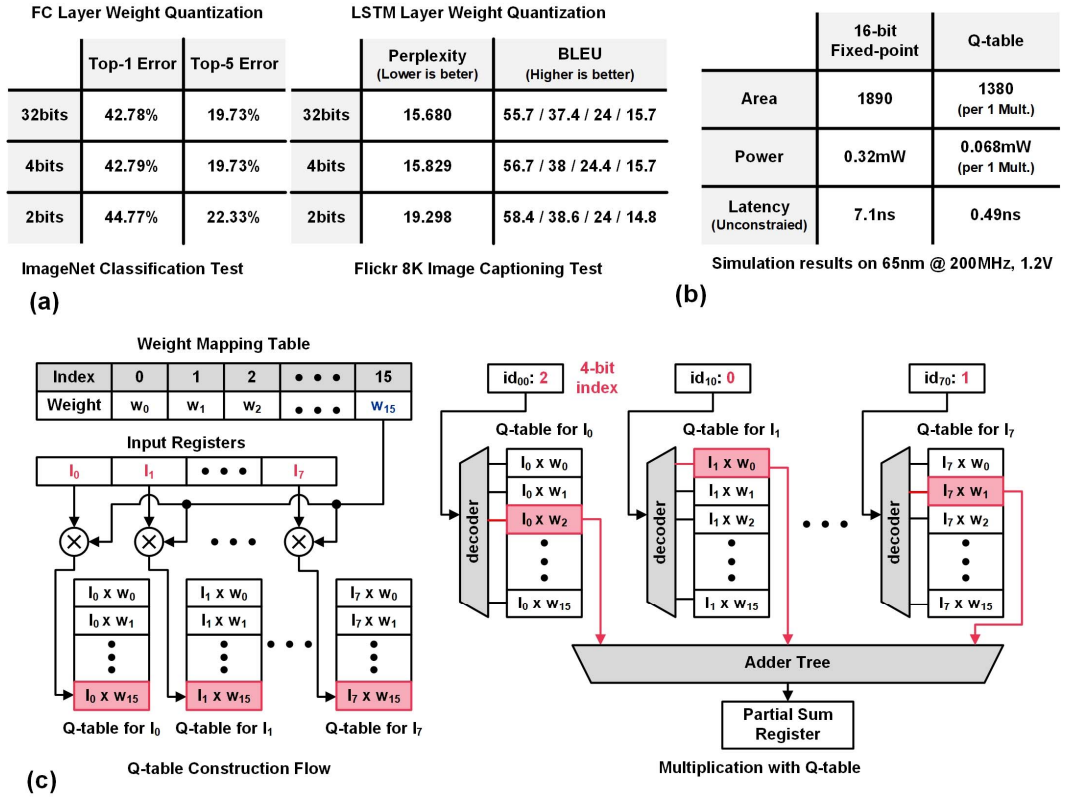 FC Layer Weight Quantization
Top-1 Error Top-5 Error
32bits 42.78% 19.73%
4bits 42.79% 19.73%
2bits 44.77% 22.33%
ImageNet Classification Test
LSTM Layer Weight Quantization
Perplexity BLEU
(Lower is beter) (Higher is better)
32bits 15.680 55.7 / 37.4 / 24 / 15.7
4bits 15.829 56.7 / 38 / 24.4 / 15.7
2bits 19.298 58.4 / 38.6 / 24 / 14.8
Flickr 8K Image Captioning Test
(a)
16-bit
Fixed-point
Q-table
Area 1890 1380
(per 1 Mult.)
Power 0.32mW 0.068mW
(per 1 Mult.)
Latency 7.1ns 0.49ns
(Unconstraied)
Simulation results on 65nm @ 200MHz, 1.2V
(b)
Weight Mapping Table
Index 0 1 2 • • • 15
Weight w₀ w₁ w₂ • • • w₁₅
Input Registers
I₀ I₁ • • • I₇
× × • • • ×
I₀ x w₀ I₁ x w₀ I₇ x w₀
I₀ x w₁ I₁ x w₁ I₇ x w₁
• • •
I₀ x w₁₅ I₁ x w₁₅ I₇ x w₁₅
Q-table for I₀ Q-table for I₁ Q-table for I₇
Q-table Construction Flow
id₀₀: 2
4-bit
index
id₁₀: 0
id₇₀: 1
Q-table for I₀
decoder
I₀ x w₀
I₀ x w₁
I₀ x w₂
I₀ x w₁₅
Q-table for I₁
decoder
I₁ x w₀
I₁ x w₁
I₁ x w₂
I₁ x w₁₅
• • •
Q-table for I₇
decoder
I₇ x w₀
I₇ x w₁
I₇ x w₂
I₇ x w₁₅
Adder Tree
Partial Sum
Register
Multiplication with Q-table
(c)